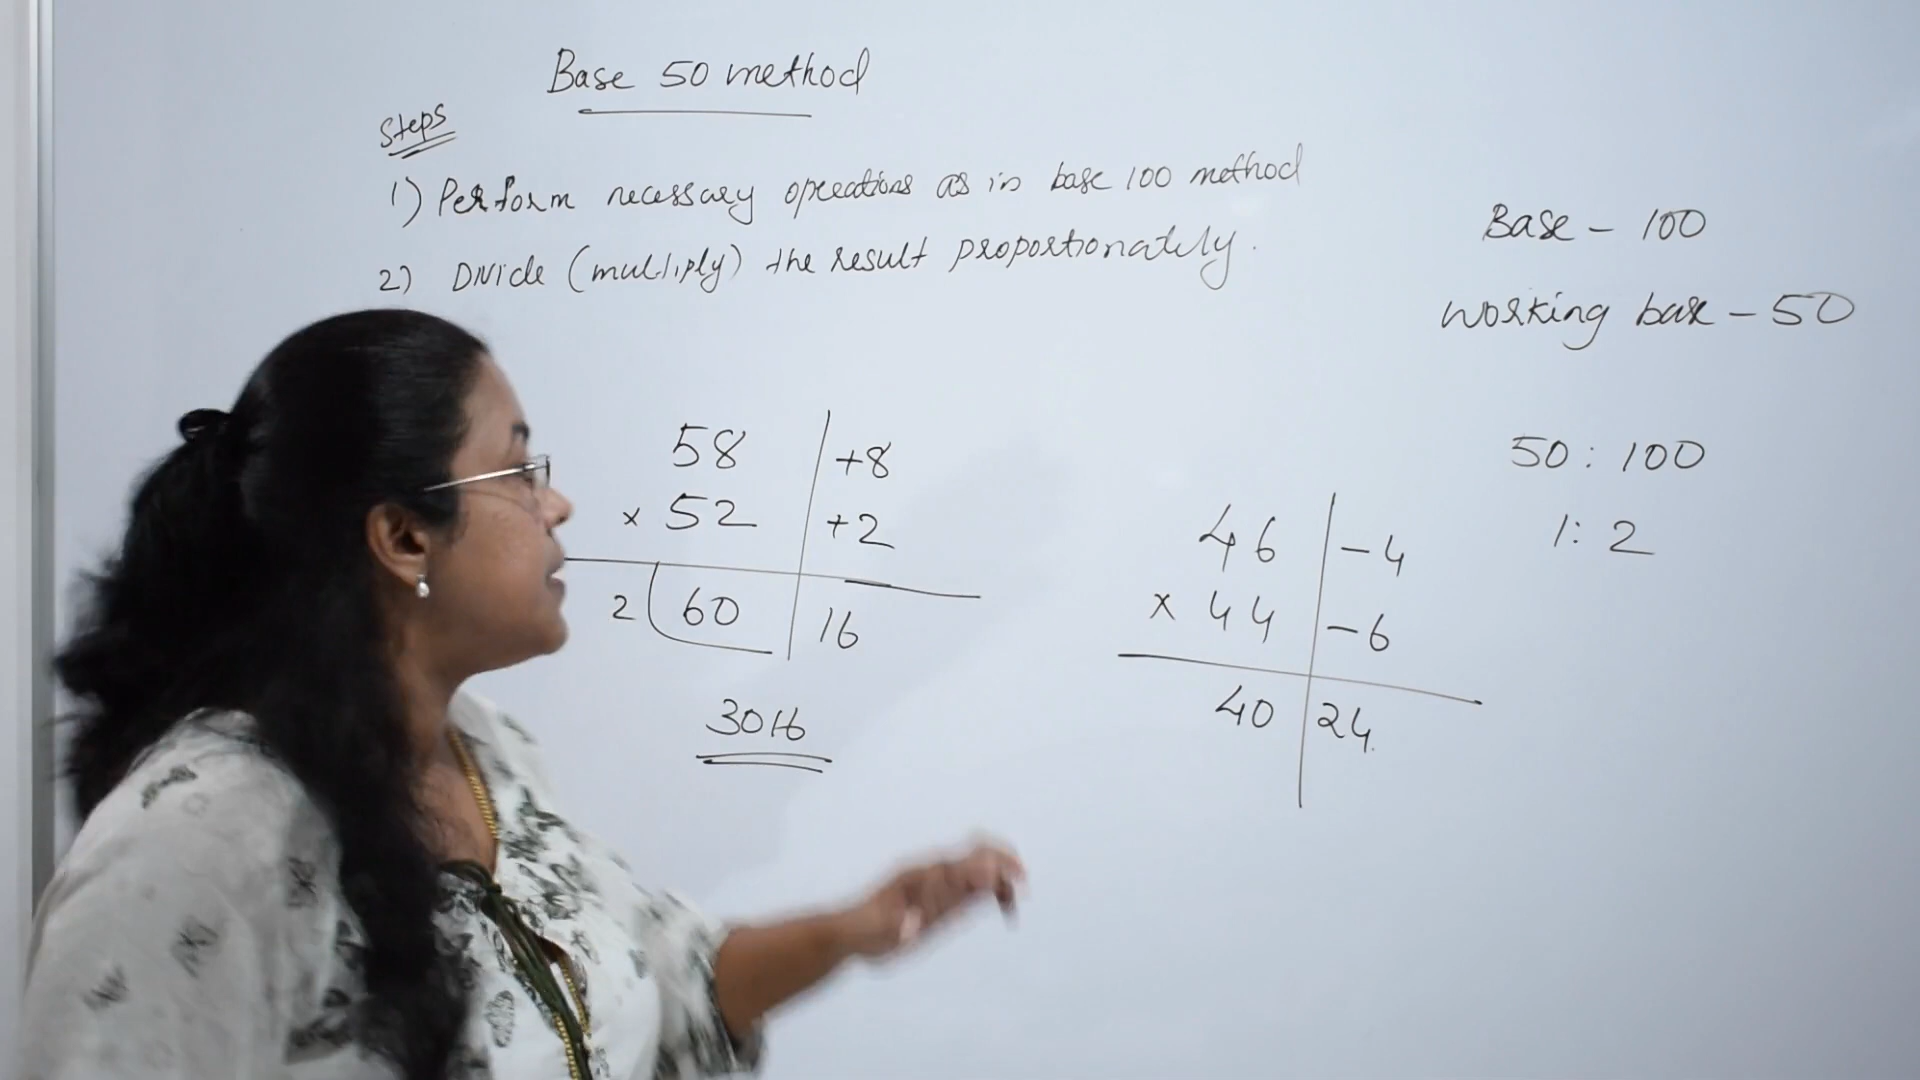 Base 50 method
Steps
1) Perform necessary operations as in base 100 method
2) Divide (multiply) the result proportionately.
Base - 100
Working base - 50
50 : 100
1 : 2
58 +8
× 52 +2
2 60 16
3016
46 -4
× 44 -6
40 24